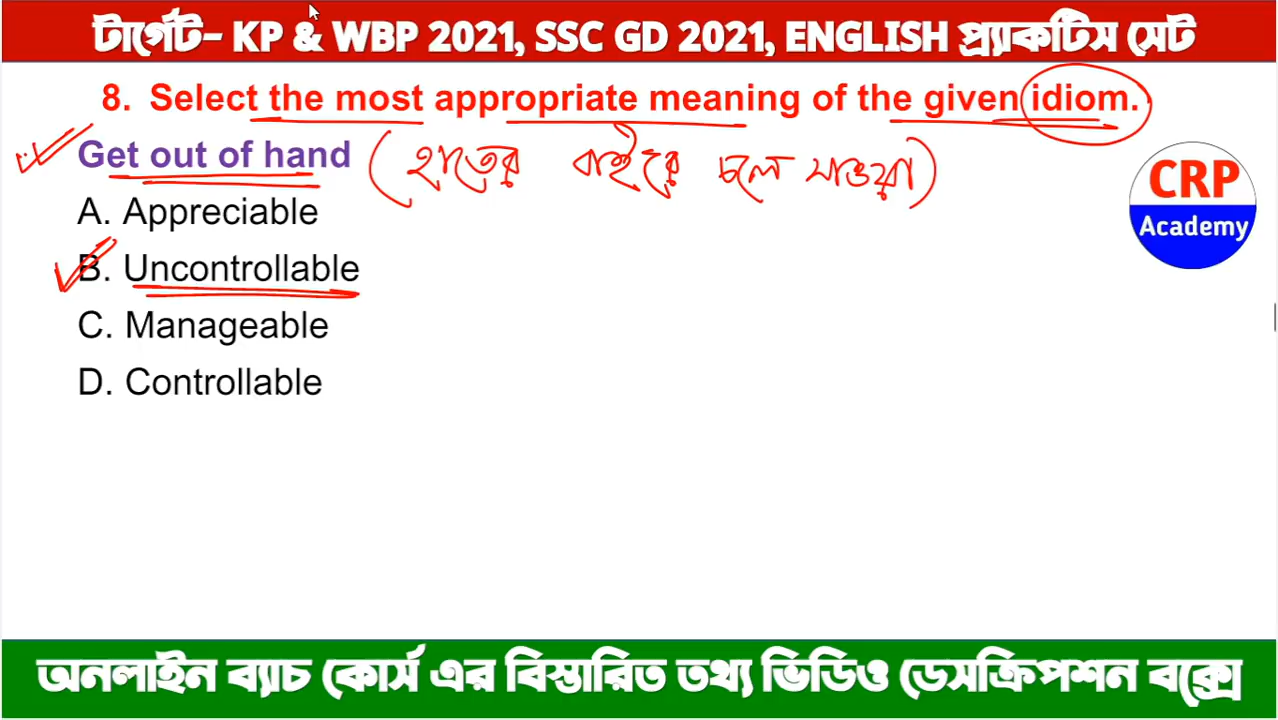 টার্গেট- KP & WBP 2021, SSC GD 2021, ENGLISH প্র্যাকটিস সেট
8. Select the most appropriate meaning of the given idiom.
Get out of hand (হাতের বাইরে চলে যাওয়া)
A. Appreciable
B. Uncontrollable
C. Manageable
D. Controllable
CRP
Academy
অনলাইন ব্যাচ কোর্স এর বিস্তারিত তথ্য ভিডিও ডেসক্রিপশন বক্সে